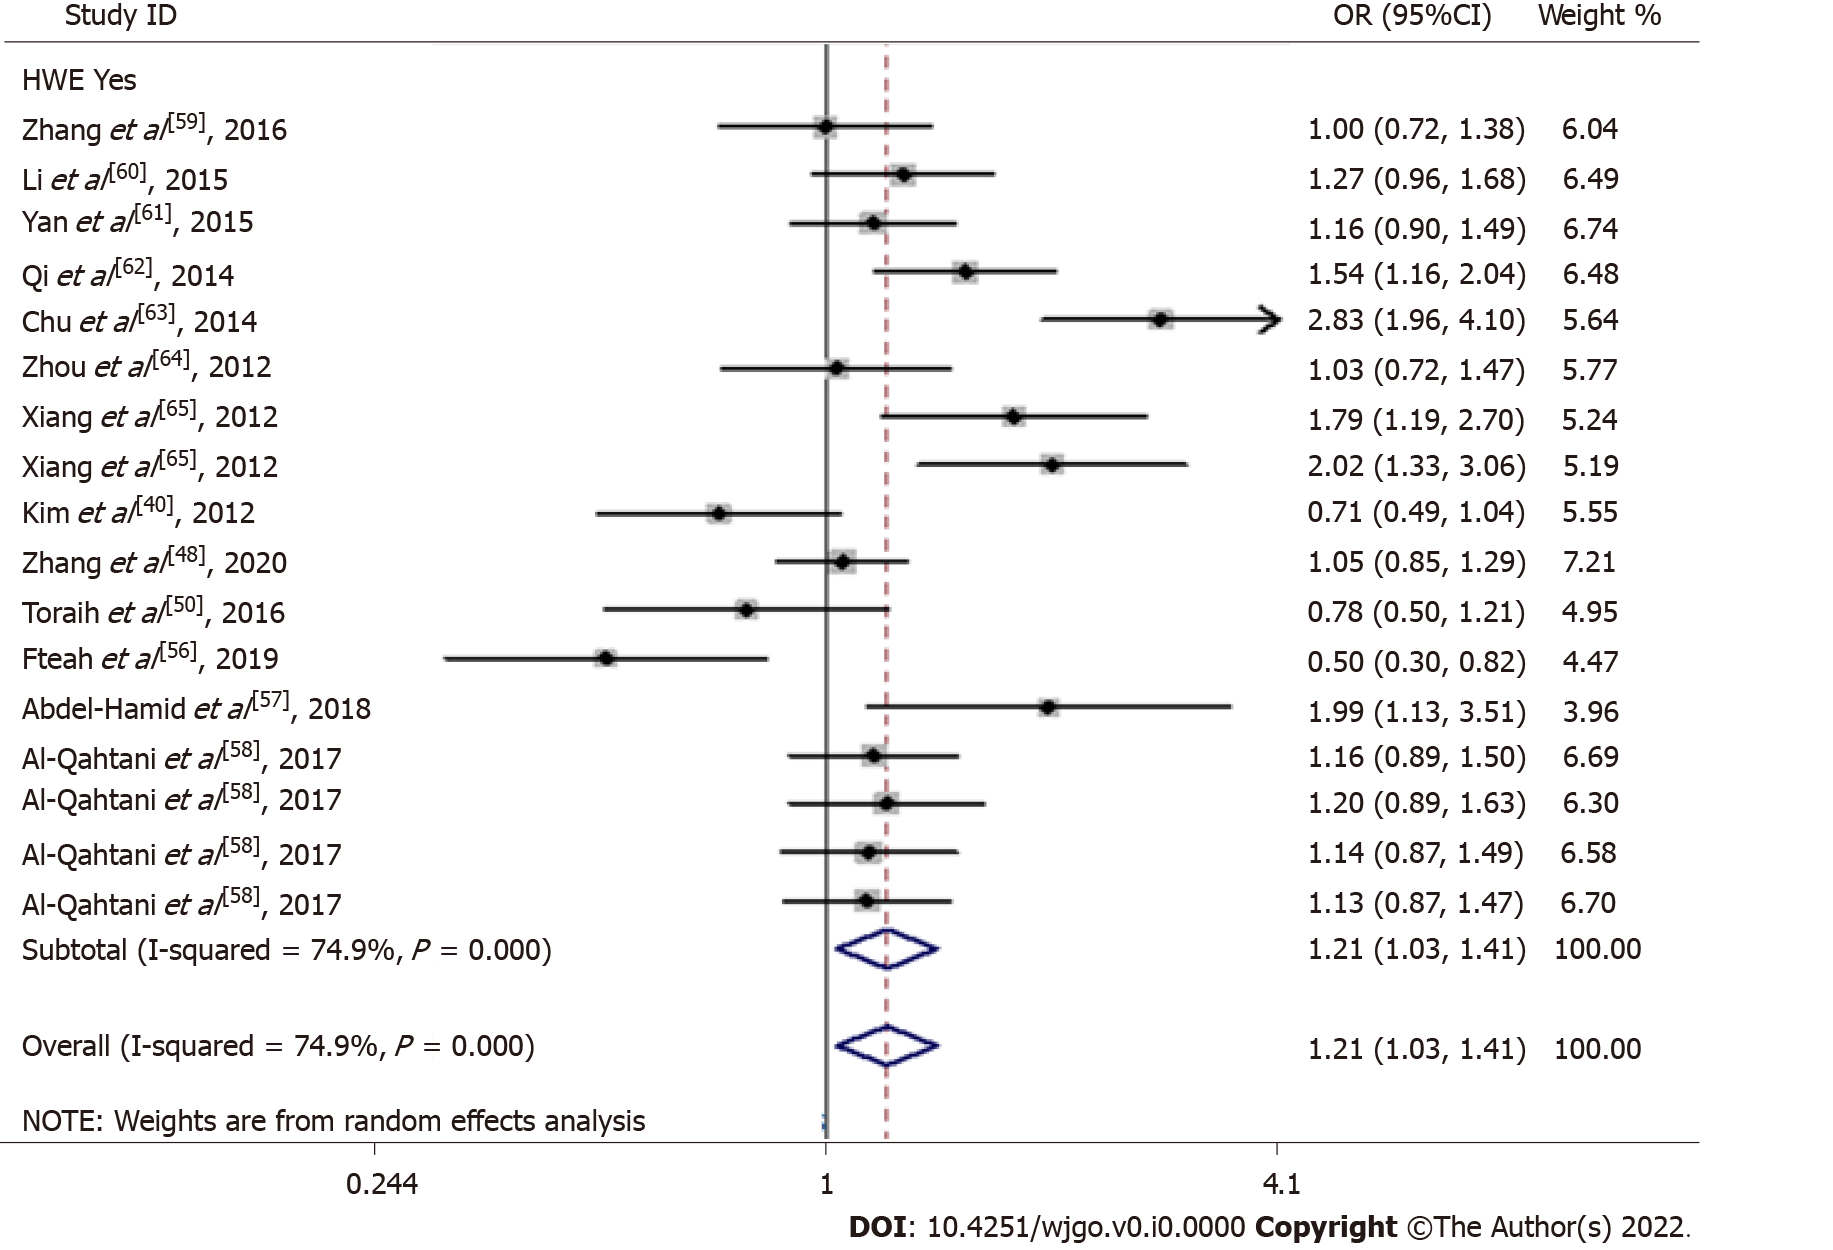 Study ID OR (95%CI) Weight %
HWE Yes
Zhang et al[59], 2016 1.00 (0.72, 1.38) 6.04
Li et al[60], 2015 1.27 (0.96, 1.68) 6.49
Yan et al[61], 2015 1.16 (0.90, 1.49) 6.74
Qi et al[62], 2014 1.54 (1.16, 2.04) 6.48
Chu et al[63], 2014 2.83 (1.96, 4.10) 5.64
Zhou et al[64], 2012 1.03 (0.72, 1.47) 5.77
Xiang et al[65], 2012 1.79 (1.19, 2.70) 5.24
Xiang et al[65], 2012 2.02 (1.33, 3.06) 5.19
Kim et al[40], 2012 0.71 (0.49, 1.04) 5.55
Zhang et al[48], 2020 1.05 (0.85, 1.29) 7.21
Toraih et al[50], 2016 0.78 (0.50, 1.21) 4.95
Fteah et al[56], 2019 0.50 (0.30, 0.82) 4.47
Abdel-Hamid et al[57], 2018 1.99 (1.13, 3.51) 3.96
Al-Qahtani et al[58], 2017 1.16 (0.89, 1.50) 6.69
Al-Qahtani et al[58], 2017 1.20 (0.89, 1.63) 6.30
Al-Qahtani et al[58], 2017 1.14 (0.87, 1.49) 6.58
Al-Qahtani et al[58], 2017 1.13 (0.87, 1.47) 6.70
Subtotal (I-squared = 74.9%, P = 0.000) 1.21 (1.03, 1.41) 100.00
Overall (I-squared = 74.9%, P = 0.000) 1.21 (1.03, 1.41) 100.00
NOTE: Weights are from random effects analysis
0.244 1 4.1
DOI: 10.4251/wjgo.v0.i0.0000 Copyright ©The Author(s) 2022.